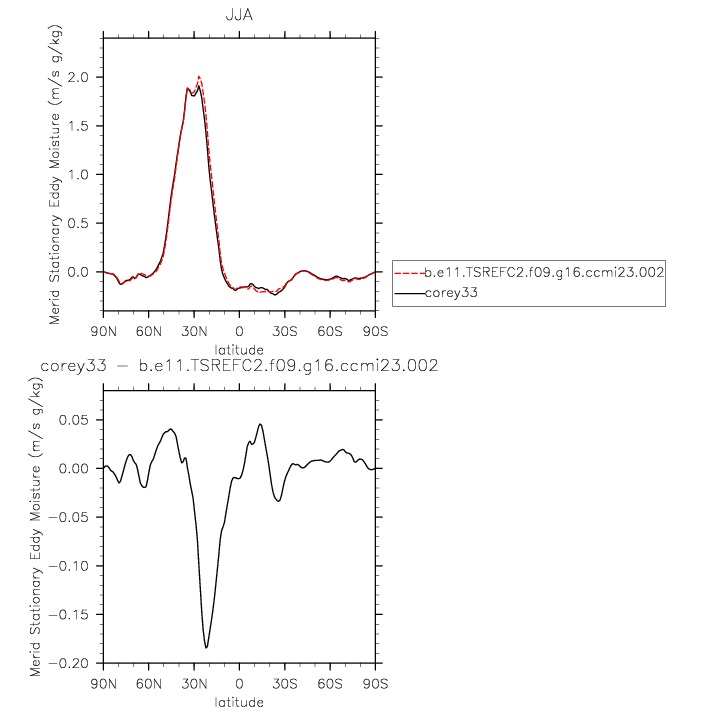 JJA
Merid Stationary Eddy Moisture (m/s g/kg)
2.0
1.5
1.0
0.5
0.0
90N 60N 30N 0 30S 60S 90S
latitude
b.e11.TSREFC2.f09.g16.ccmi23.002
corey33
corey33 − b.e11.TSREFC2.f09.g16.ccmi23.002
Merid Stationary Eddy Moisture (m/s g/kg)
0.05
0.00
−0.05
−0.10
−0.15
−0.20
90N 60N 30N 0 30S 60S 90S
latitude